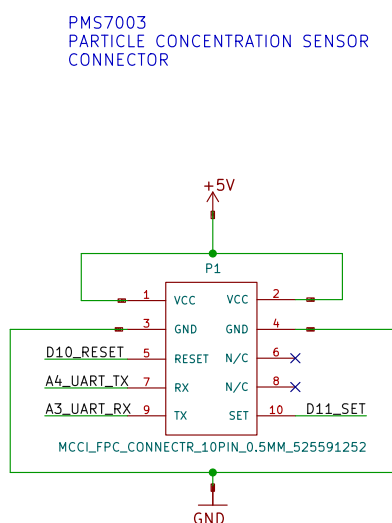 PMS7003
PARTICLE CONCENTRATION SENSOR
CONNECTOR
+5V
P1
1 VCC VCC 2
3 GND GND 4
D10_RESET 5 RESET N/C 6
A4_UART_TX 7 RX N/C 8
A3_UART_RX 9 TX SET 10 D11_SET
MCCI_FPC_CONNECTR_10PIN_0.5MM_525591252
GND